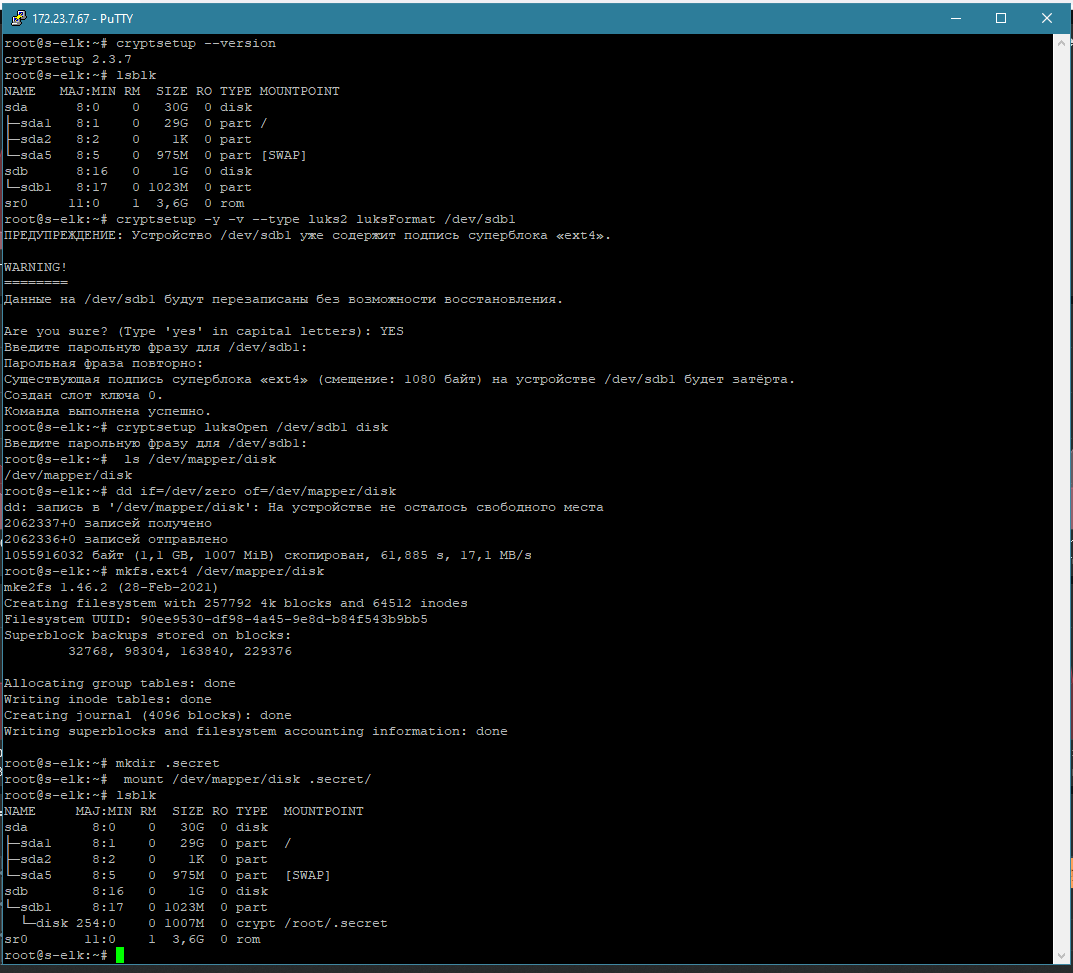 172.23.7.67 - PuTTY
root@s-elk:~# cryptsetup --version
cryptsetup 2.3.7
root@s-elk:~# lsblk
NAME   MAJ:MIN RM  SIZE RO TYPE MOUNTPOINT
sda      8:0    0   30G  0 disk
├─sda1   8:1    0   29G  0 part /
├─sda2   8:2    0    1K  0 part
└─sda5   8:5    0  975M  0 part [SWAP]
sdb      8:16   0    1G  0 disk
└─sdb1   8:17   0 1023M  0 part
sr0     11:0    1  3,6G  0 rom
root@s-elk:~# cryptsetup -y -v --type luks2 luksFormat /dev/sdb1
ПРЕДУПРЕЖДЕНИЕ: Устройство /dev/sdb1 уже содержит подпись суперблока «ext4».
WARNING!
========
Данные на /dev/sdb1 будут перезаписаны без возможности восстановления.
Are you sure? (Type 'yes' in capital letters): YES
Введите парольную фразу для /dev/sdb1:
Парольная фраза повторно:
Существующая подпись суперблока «ext4» (смещение: 1080 байт) на устройстве /dev/sdb1 будет затёрта.
Создан слот ключа 0.
Команда выполнена успешно.
root@s-elk:~# cryptsetup luksOpen /dev/sdb1 disk
Введите парольную фразу для /dev/sdb1:
root@s-elk:~#  ls /dev/mapper/disk
/dev/mapper/disk
root@s-elk:~# dd if=/dev/zero of=/dev/mapper/disk
dd: запись в '/dev/mapper/disk': На устройстве не осталось свободного места
2062337+0 записей получено
2062336+0 записей отправлено
1055916032 байт (1,1 GB, 1007 MiB) скопирован, 61,885 s, 17,1 MB/s
root@s-elk:~# mkfs.ext4 /dev/mapper/disk
mke2fs 1.46.2 (28-Feb-2021)
Creating filesystem with 257792 4k blocks and 64512 inodes
Filesystem UUID: 90ee9530-df98-4a45-9e8d-b84f543b9bb5
Superblock backups stored on blocks:
        32768, 98304, 163840, 229376
Allocating group tables: done
Writing inode tables: done
Creating journal (4096 blocks): done
Writing superblocks and filesystem accounting information: done
root@s-elk:~# mkdir .secret
root@s-elk:~#  mount /dev/mapper/disk .secret/
root@s-elk:~# lsblk
NAME     MAJ:MIN RM  SIZE RO TYPE  MOUNTPOINT
sda        8:0    0   30G  0 disk
├─sda1     8:1    0   29G  0 part  /
├─sda2     8:2    0    1K  0 part
└─sda5     8:5    0  975M  0 part  [SWAP]
sdb        8:16   0    1G  0 disk
└─sdb1     8:17   0 1023M  0 part
  └─disk 254:0    0 1007M  0 crypt /root/.secret
sr0       11:0    1  3,6G  0 rom
root@s-elk:~#